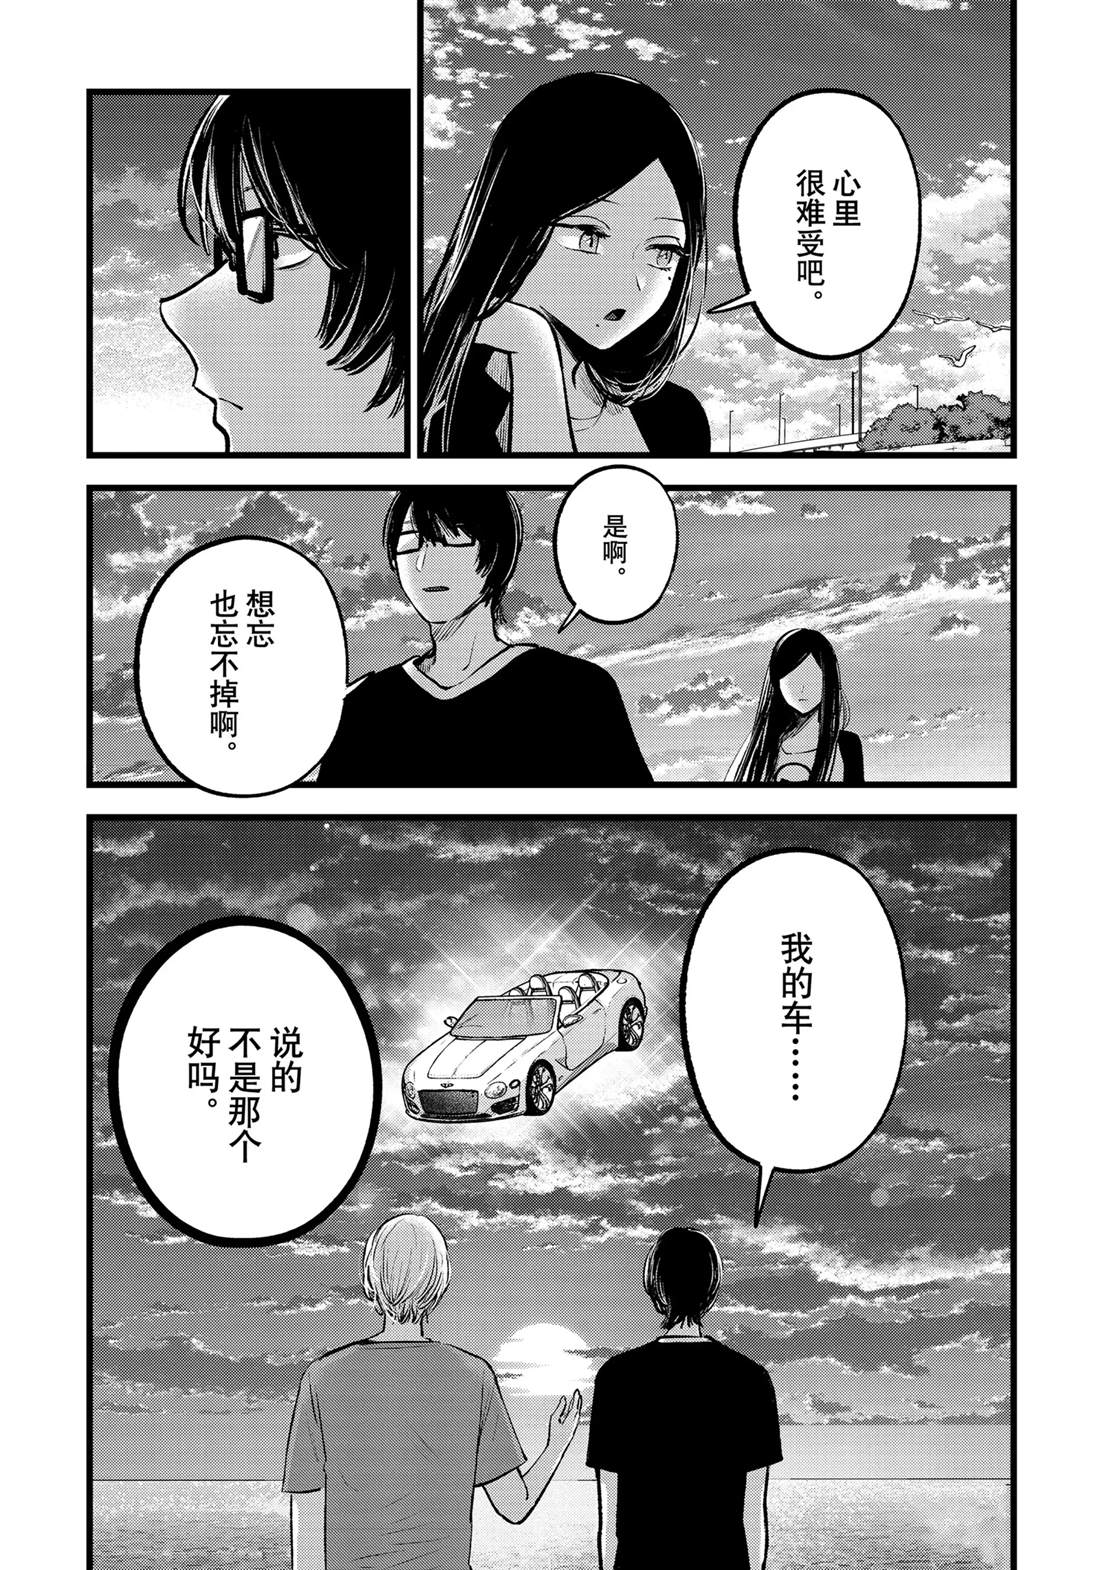 心里
很难受吧。
是啊。
想忘
也忘不掉啊。
我的车……
说的
不是那个
好吗。